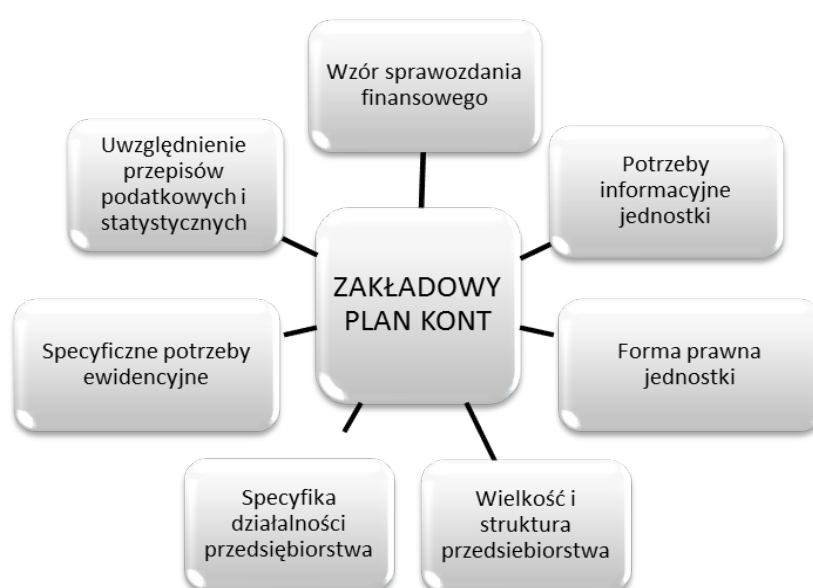 Wzór sprawozdania
finansowego
Potrzeby
informacyjne
jednostki
Forma prawna
jednostki
Wielkość i
struktura
przedsiebiorstwa
Specyfika
działalności
przedsiębiorstwa
Specyficzne potrzeby
ewidencyjne
Uwzględnienie
przepisów
podatkowych i
statystycznych
ZAKŁADOWY
PLAN KONT